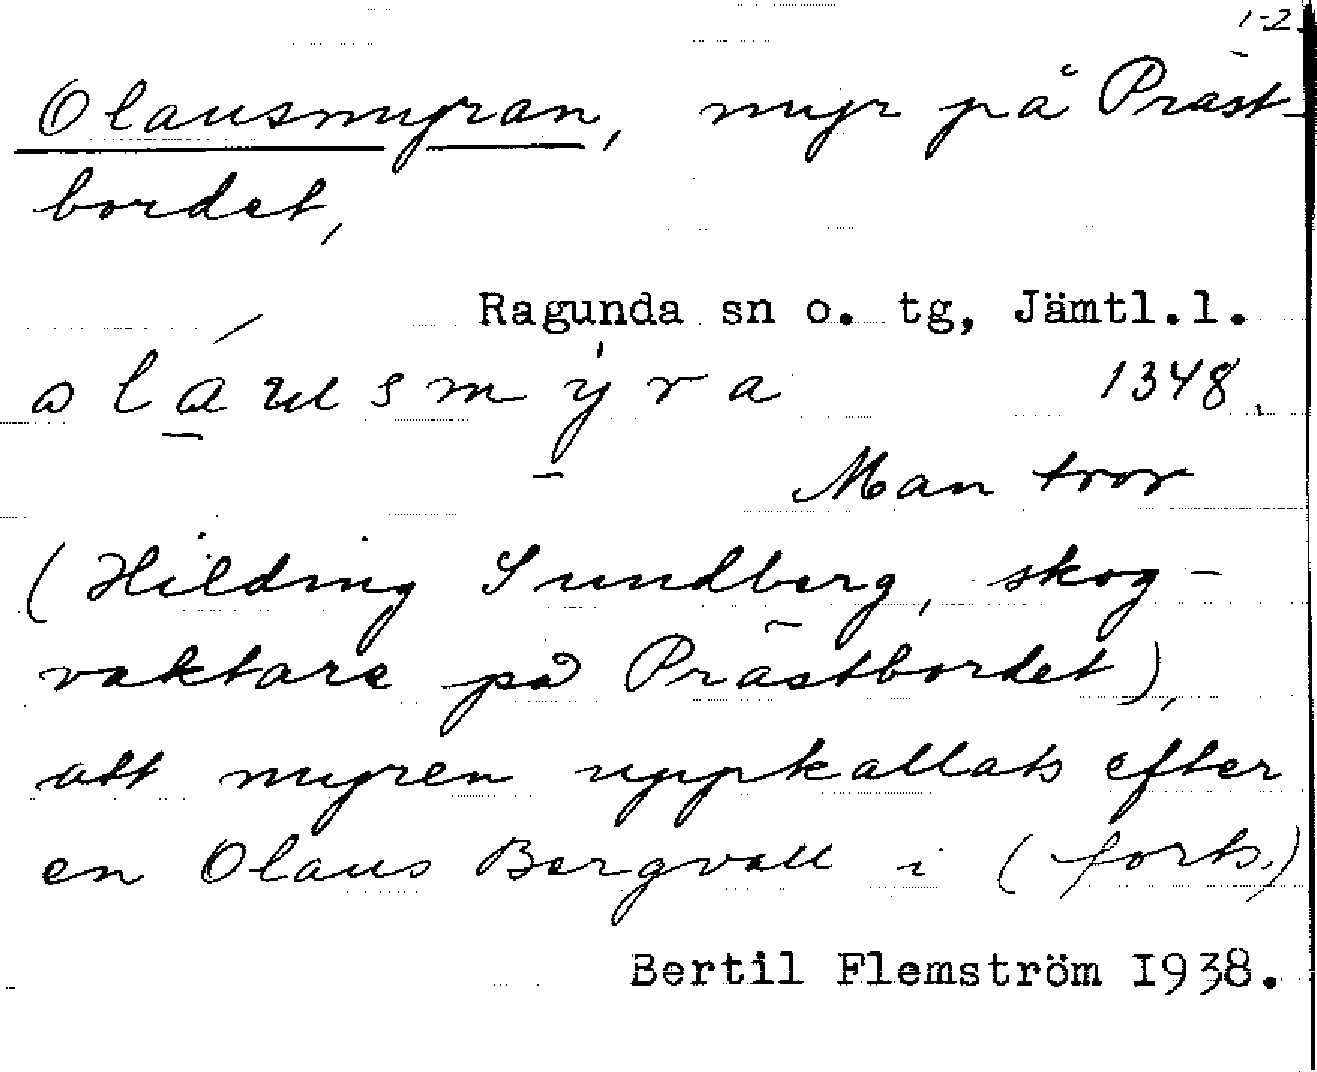 1-2.
Olausmyran, myr på Präst-
bordet,
Ragunda sn o. tg, Jämtl.l.
oláusmýra 1348.
Man tror
(Hilding Sundberg, skog-
vaktare på Prästbordet),
att myren uppkallats efter
en Olaus Bergvall i (forts.)
Bertil Flemström 1938.